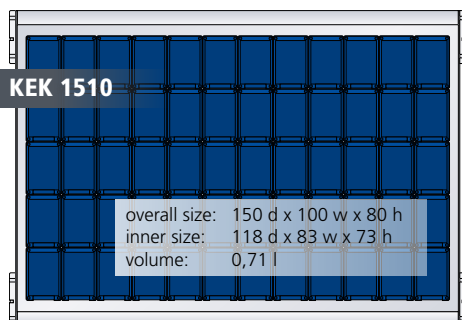 KEK 1510
overall size: 150 d x 100 w x 80 h
inner size: 118 d x 83 w x 73 h
volume: 0,71 l